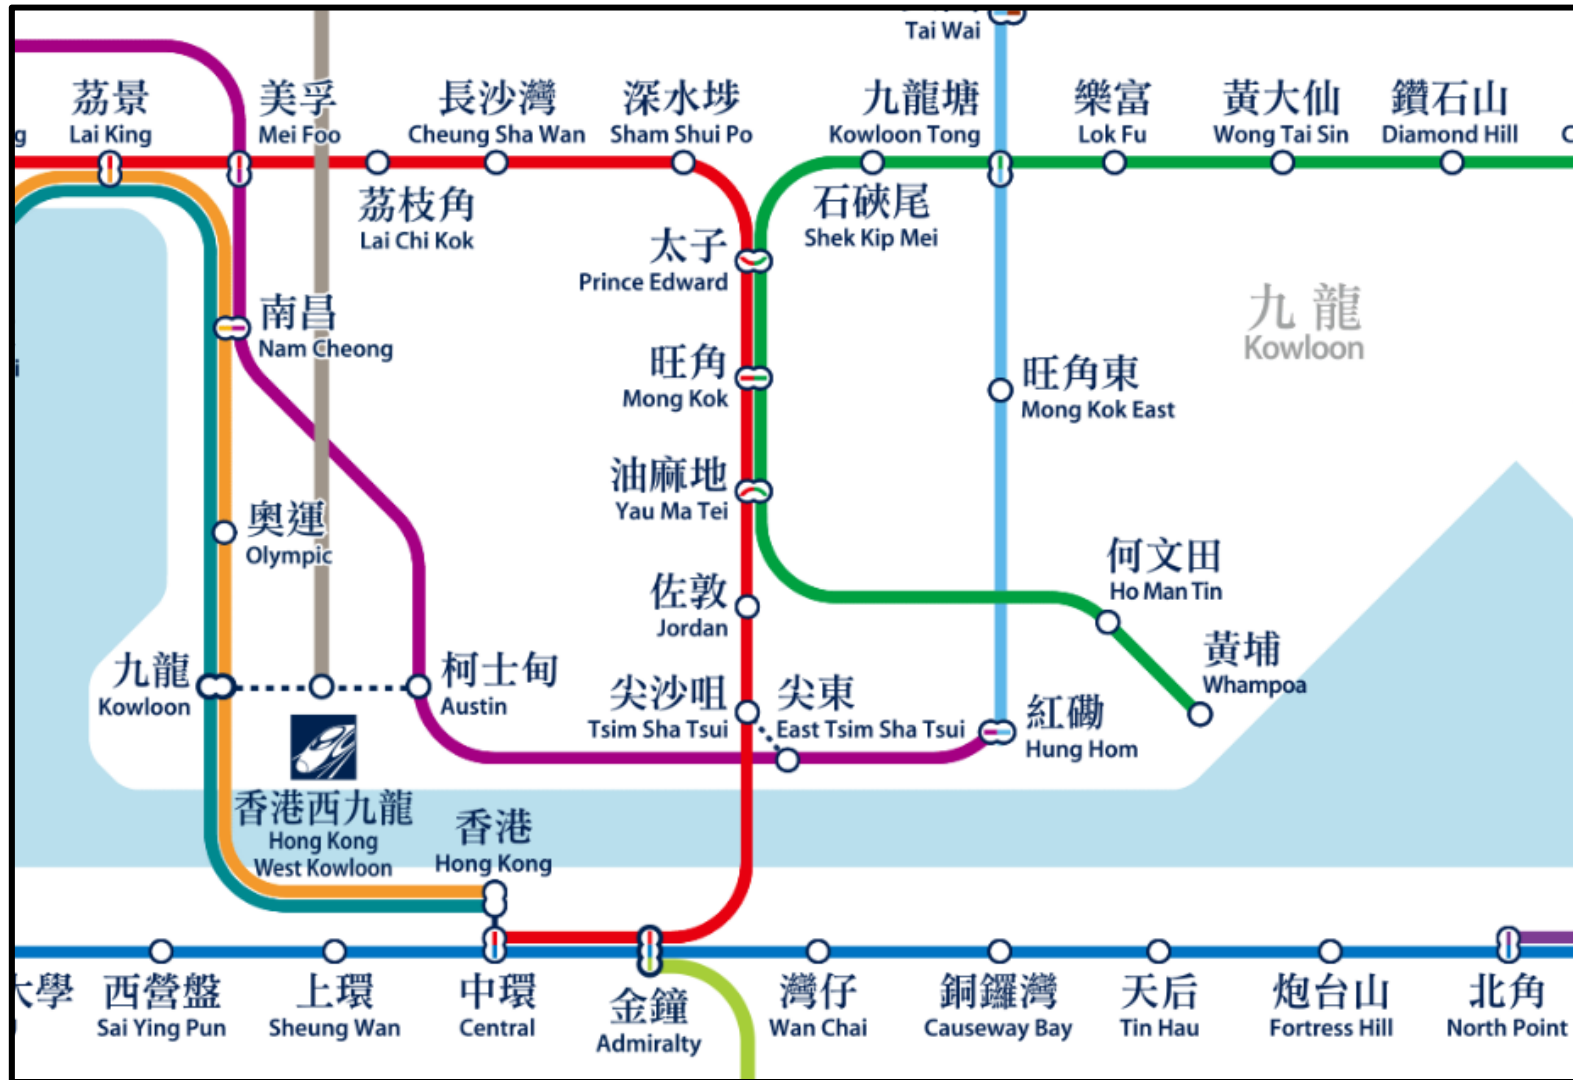 Tai Wai
荔景
Lai King
美孚
Mei Foo
長沙灣
Cheung Sha Wan
深水埗
Sham Shui Po
九龍塘
Kowloon Tong
樂富
Lok Fu
黃大仙
Wong Tai Sin
鑽石山
Diamond Hill
荔枝角
Lai Chi Kok
石硤尾
Shek Kip Mei
太子
Prince Edward
南昌
Nam Cheong
九龍
Kowloon
旺角
Mong Kok
旺角東
Mong Kok East
油麻地
Yau Ma Tei
奧運
Olympic
何文田
Ho Man Tin
佐敦
Jordan
黃埔
Whampoa
九龍
Kowloon
柯士甸
Austin
尖沙咀
Tsim Sha Tsui
尖東
East Tsim Sha Tsui
紅磡
Hung Hom
香港西九龍
Hong Kong
West Kowloon
香港
Hong Kong
大學
西營盤
Sai Ying Pun
上環
Sheung Wan
中環
Central
金鐘
Admiralty
灣仔
Wan Chai
銅鑼灣
Causeway Bay
天后
Tin Hau
炮台山
Fortress Hill
北角
North Point